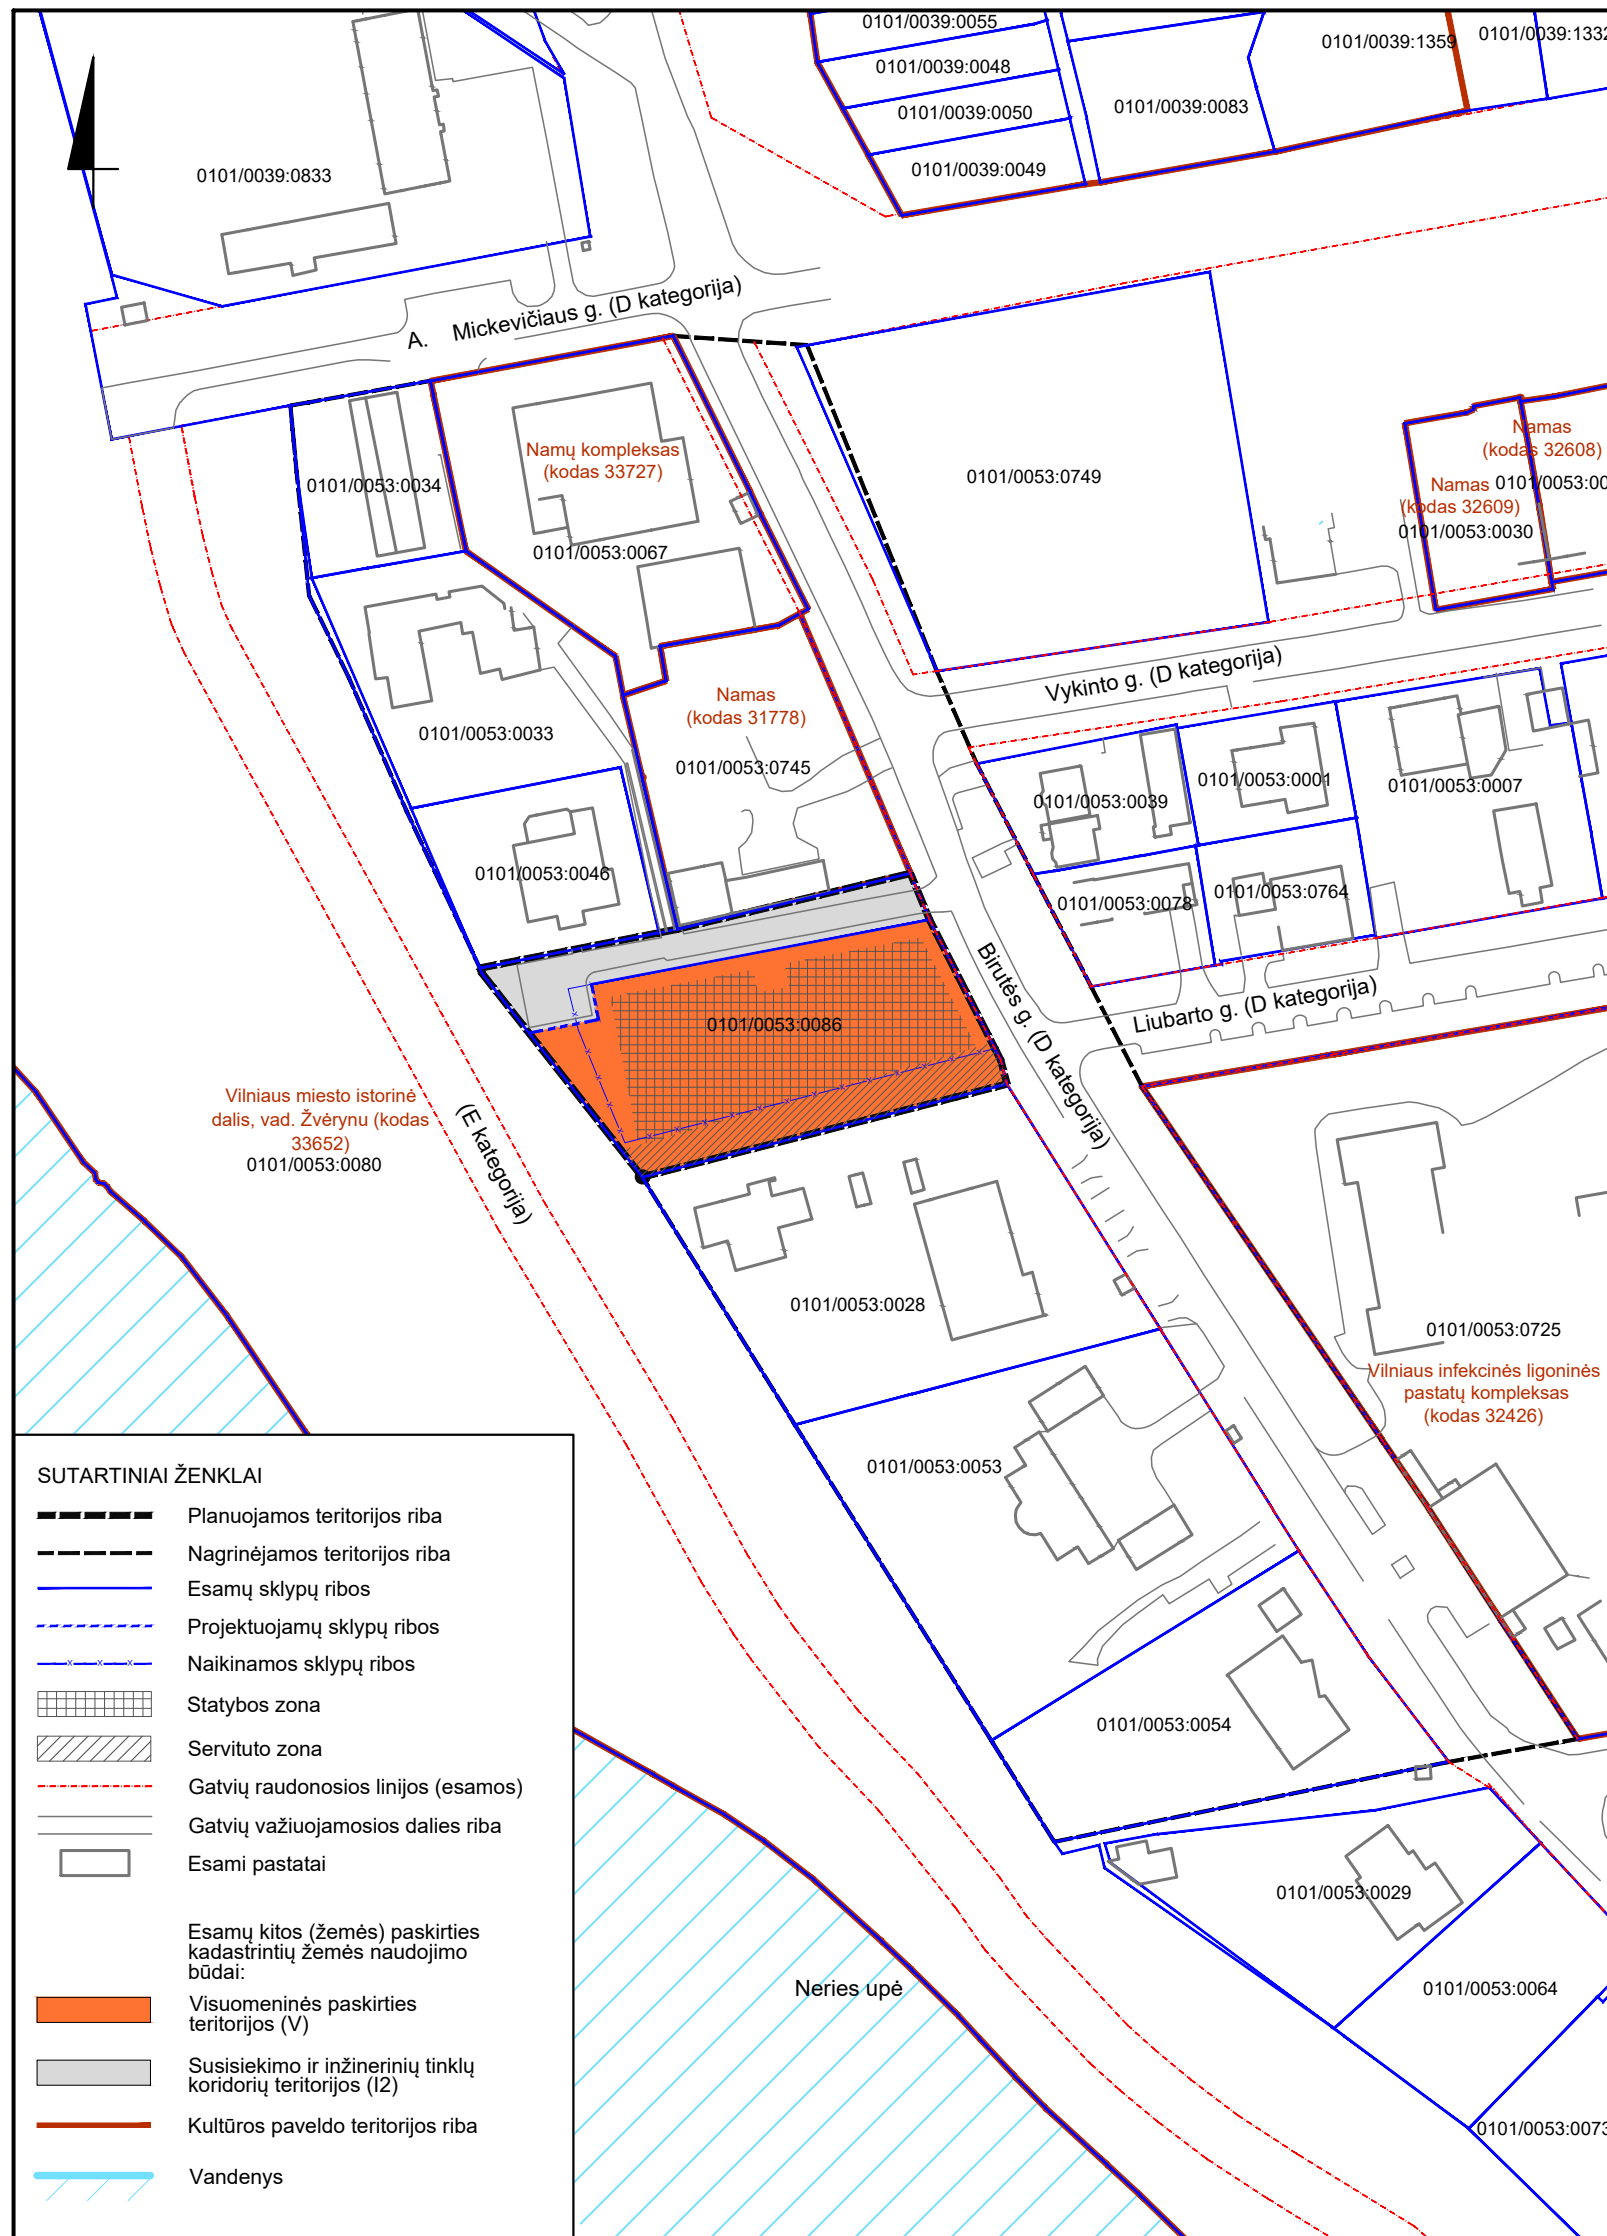 0101/0039:0055
0101/0039:0048
0101/0039:0050
0101/0039:0049
0101/0039:0083
0101/0039:1359
0101/0039:1332
0101/0039:0833
A. Mickevičiaus g. (D kategorija)
Namų kompleksas
(kodas 33727)
0101/0053:0034
0101/0053:0067
0101/0053:0749
Namas
(kodas 32608)
Namas
(kodas 32609)
0101/0053:00
0101/0053:0030
Vykinto g. (D kategorija)
Namas
(kodas 31778)
0101/0053:0033
0101/0053:0745
0101/0053:0039
0101/0053:0001
0101/0053:0007
0101/0053:0046
0101/0053:0078
0101/0053:0764
Birutės g. (D kategorija)
Liubarto g. (D kategorija)
0101/0053:0086
Vilniaus miesto istorinė
dalis, vad. Žvėrynu (kodas
33652)
0101/0053:0080
(E kategorija)
0101/0053:0028
0101/0053:0725
Vilniaus infekcinės ligoninės
pastatų kompleksas
(kodas 32426)
0101/0053:0053
0101/0053:0054
0101/0053:0029
0101/0053:0064
0101/0053:0073
Neries upė
SUTARTINIAI ŽENKLAI
Planuojamos teritorijos riba
Nagrinėjamos teritorijos riba
Esamų sklypų ribos
Projektuojamų sklypų ribos
Naikinamos sklypų ribos
Statybos zona
Servituto zona
Gatvių raudonosios linijos (esamos)
Gatvių važiuojamosios dalies riba
Esami pastatai
Esamų kitos (žemės) paskirties
kadastrintių žemės naudojimo
būdai:
Visuomeninės paskirties
teritorijos (V)
Susisiekimo ir inžinerinių tinklų
koridorių teritorijos (I2)
Kultūros paveldo teritorijos riba
Vandenys